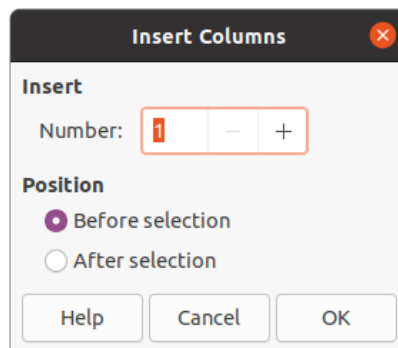 Insert Columns
Insert
Number: 1 − +
Position
Before selection
After selection
Help Cancel OK